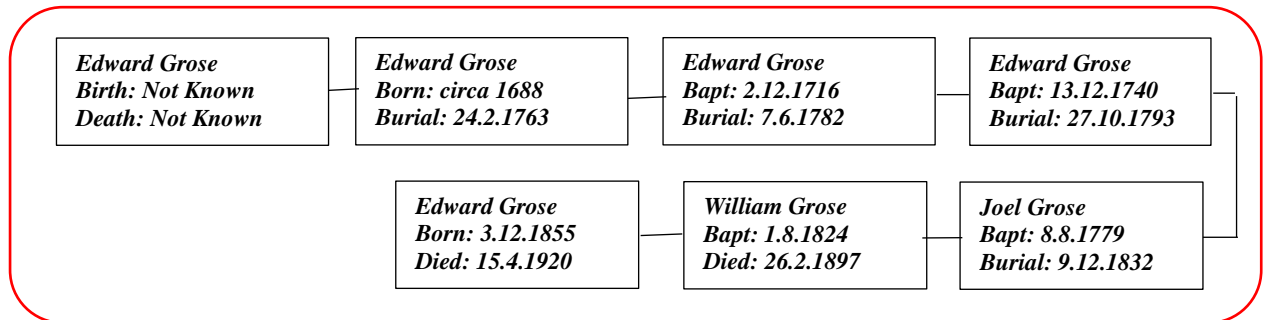 Edward Grose
Birth: Not Known
Death: Not Known
Edward Grose
Born: circa 1688
Burial: 24.2.1763
Edward Grose
Bapt: 2.12.1716
Burial: 7.6.1782
Edward Grose
Bapt: 13.12.1740
Burial: 27.10.1793
Edward Grose
Born: 3.12.1855
Died: 15.4.1920
William Grose
Bapt: 1.8.1824
Died: 26.2.1897
Joel Grose
Bapt: 8.8.1779
Burial: 9.12.1832